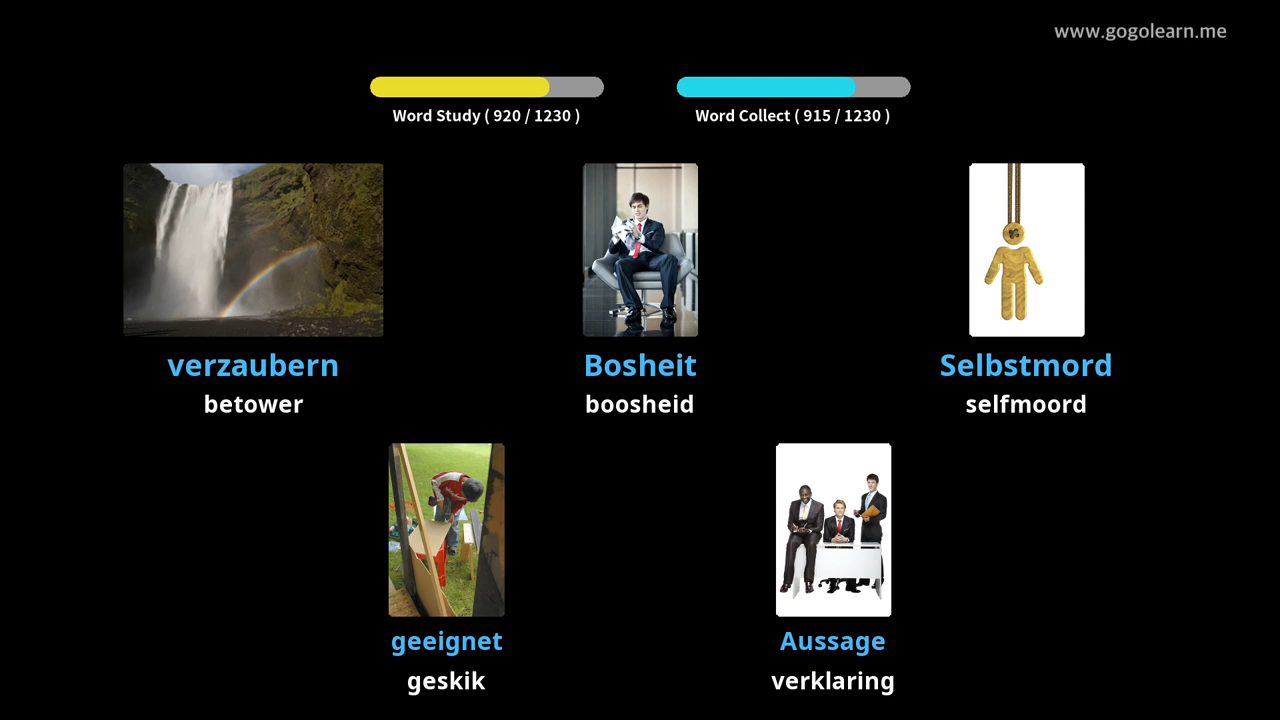 www.gogolearn.me
Word Study ( 920 / 1230 )
Word Collect ( 915 / 1230 )
verzaubern
betower
Bosheit
boosheid
Selbstmord
selfmoord
geeignet
geskik
Aussage
verklaring